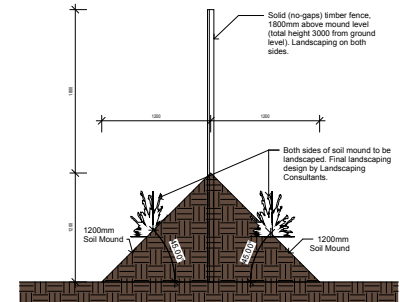 Solid (no-gaps) timber fence,
1800mm above mound level
(total height 3000 from ground
level). Landscaping on both
sides.
1800
1200
1200
Both sides of soil mound to be
landscaped. Final landscaping
design by Landscaping
Consultants.
1200
1200mm
Soil Mound
45.00°
45.00°
1200mm
Soil Mound